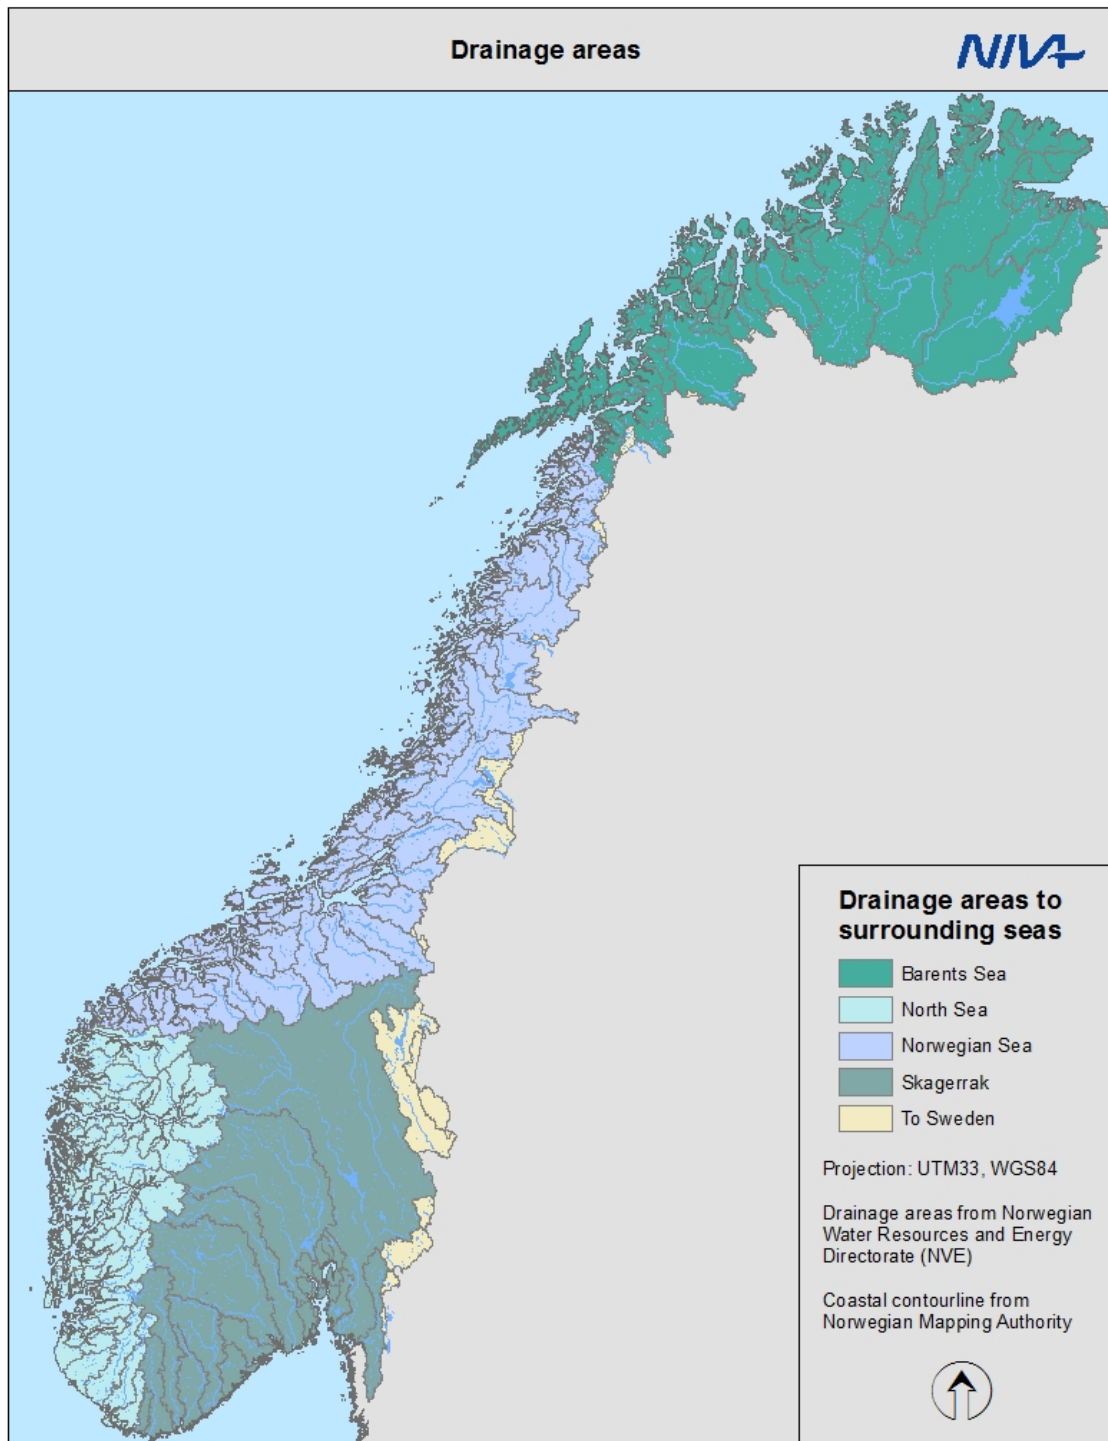 Drainage areas
NIVA
Drainage areas to
surrounding seas
Barents Sea
North Sea
Norwegian Sea
Skagerrak
To Sweden
Projection: UTM33, WGS84
Drainage areas from Norwegian
Water Resources and Energy
Directorate (NVE)
Coastal contourline from
Norwegian Mapping Authority